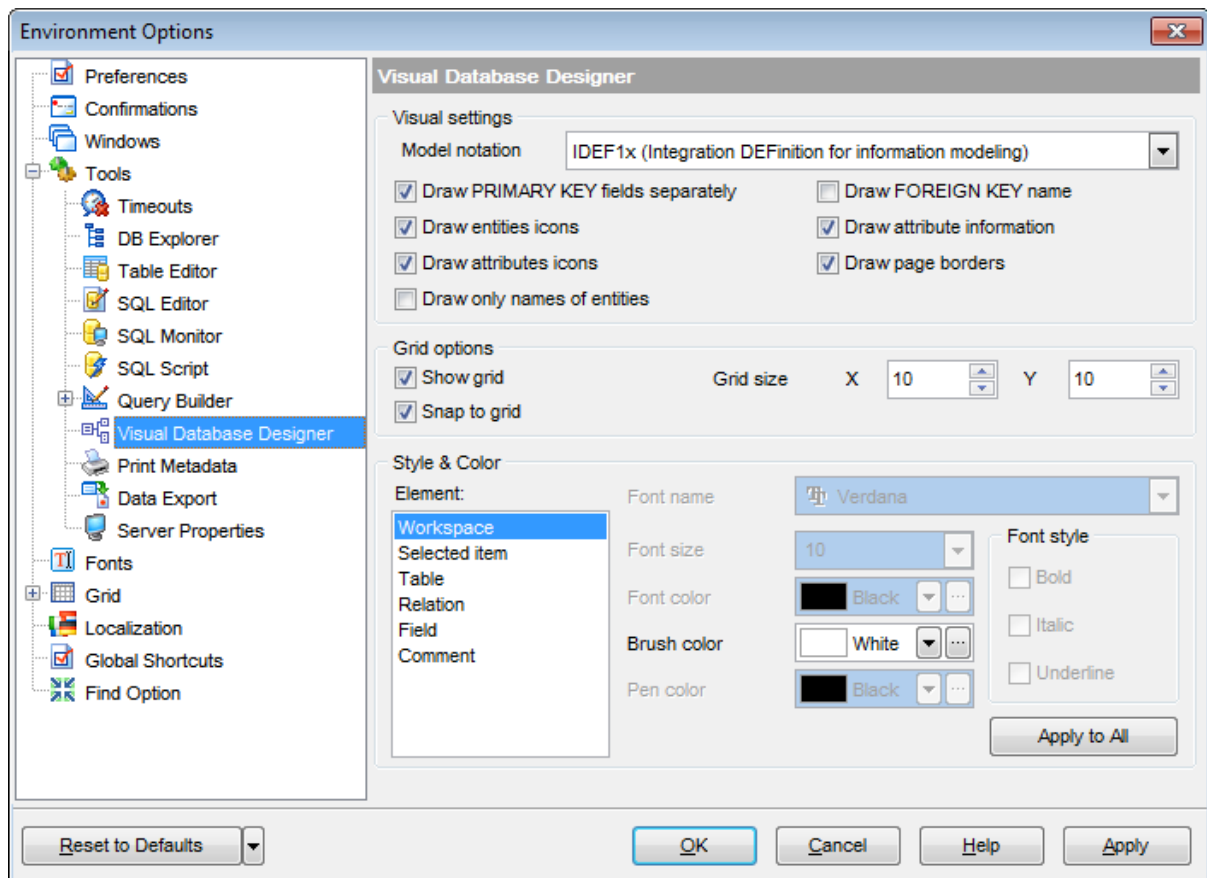 Environment Options
Preferences
Confirmations
Windows
Tools
Timeouts
DB Explorer
Table Editor
SQL Editor
SQL Monitor
SQL Script
Query Builder
Visual Database Designer
Print Metadata
Data Export
Server Properties
Fonts
Grid
Localization
Global Shortcuts
Find Option
Visual Database Designer
Visual settings
Model notation IDEF1x (Integration DEFinition for information modeling)
Draw PRIMARY KEY fields separately Draw FOREIGN KEY name
Draw entities icons Draw attribute information
Draw attributes icons Draw page borders
Draw only names of entities
Grid options
Show grid Grid size X 10 Y 10
Snap to grid
Style & Color
Element:
Workspace
Selected item
Table
Relation
Field
Comment
Font name Verdana
Font size 10
Font color Black
Brush color White
Pen color Black
Font style
Bold
Italic
Underline
Apply to All
Reset to Defaults OK Cancel Help Apply